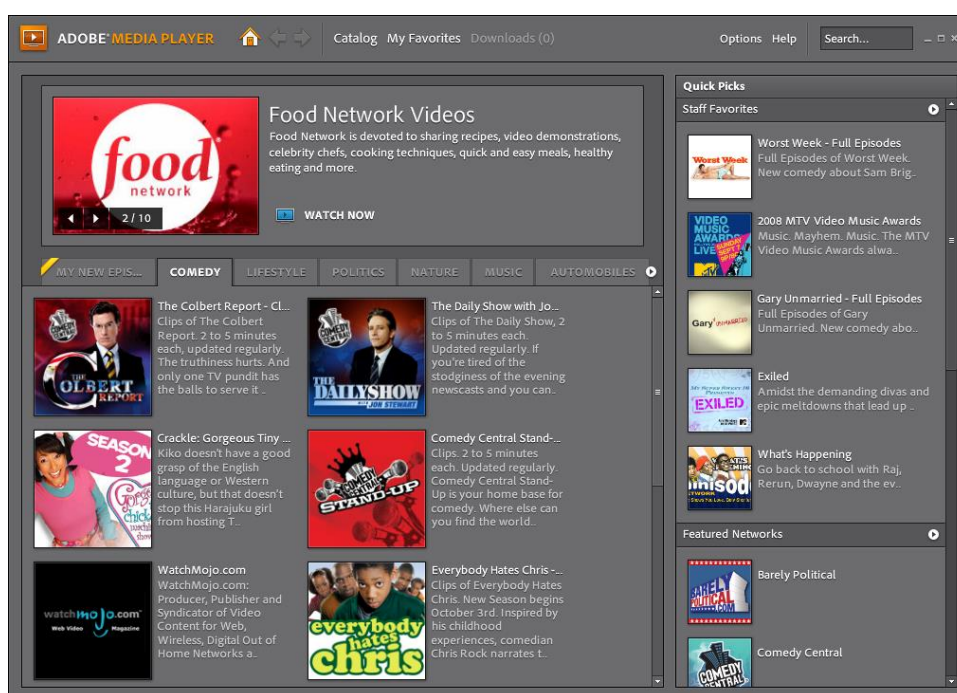 ADOBE® MEDIA PLAYER
Catalog My Favorites Downloads (0)
Options Help Search...
food
network
2 / 10
Food Network Videos
Food Network is devoted to sharing recipes, video demonstrations,
celebrity chefs, cooking techniques, quick and easy meals, healthy
eating and more.
WATCH NOW
MY NEW EPIS... COMEDY LIFESTYLE POLITICS NATURE MUSIC AUTOMOBILES
COLBERT
REPORT
The Colbert Report - Cl...
Clips of The Colbert
Report. 2 to 5 minutes
each, updated regularly.
The truthiness hurts. And
only one TV pundit has
the balls to serve it ..
THE
DAILYSHOW
WITH JON STEWART
The Daily Show with Jo...
Clips of The Daily Show, 2
to 5 minutes each.
Updated regularly. If
you're tired of the
stodginess of the evening
newscasts and you can..
SEASON
2
Crackle: Gorgeous Tiny ...
Kiko doesn't have a good
grasp of the English
language or Western
culture, but that doesn't
stop this Harajuku girl
from hosting T..
COMEDY
CENTRAL
STAND-UP
Comedy Central Stand-...
Clips. 2 to 5 minutes
each. Updated regularly.
Comedy Central Stand-
Up is your home base for
comedy. Where else can
you find the world..
watchmojo.com™
Web Video Magazine
WatchMojo.com
WatchMojo.com:
Producer, Publisher and
Syndicator of Video
Content for Web,
Wireless, Digital Out of
Home Networks a..
everybody
hates
chris
Everybody Hates Chris -...
Clips of Everybody Hates
Chris. New Season begins
October 3rd. Inspired by
his childhood
experiences, comedian
Chris Rock narrates t..
Quick Picks
Staff Favorites
Worst Week
Worst Week - Full Episodes
Full Episodes of Worst Week.
New comedy about Sam Brig..
VIDEO
MUSIC
AWARDS
LIVE
2008 MTV Video Music Awards
Music. Mayhem. Music. The MTV
Video Music Awards alwa..
Gary Unmarried
Gary Unmarried - Full Episodes
Full Episodes of Gary
Unmarried. New comedy abo..
EXILED
Exiled
Amidst the demanding divas and
epic meltdowns that lead up ..
What's Happening
Go back to school with Raj,
Rerun, Dwayne and the ev..
Featured Networks
BARELY
POLITICAL
.COM
Barely Political
COMEDY
CENTRAL
Comedy Central